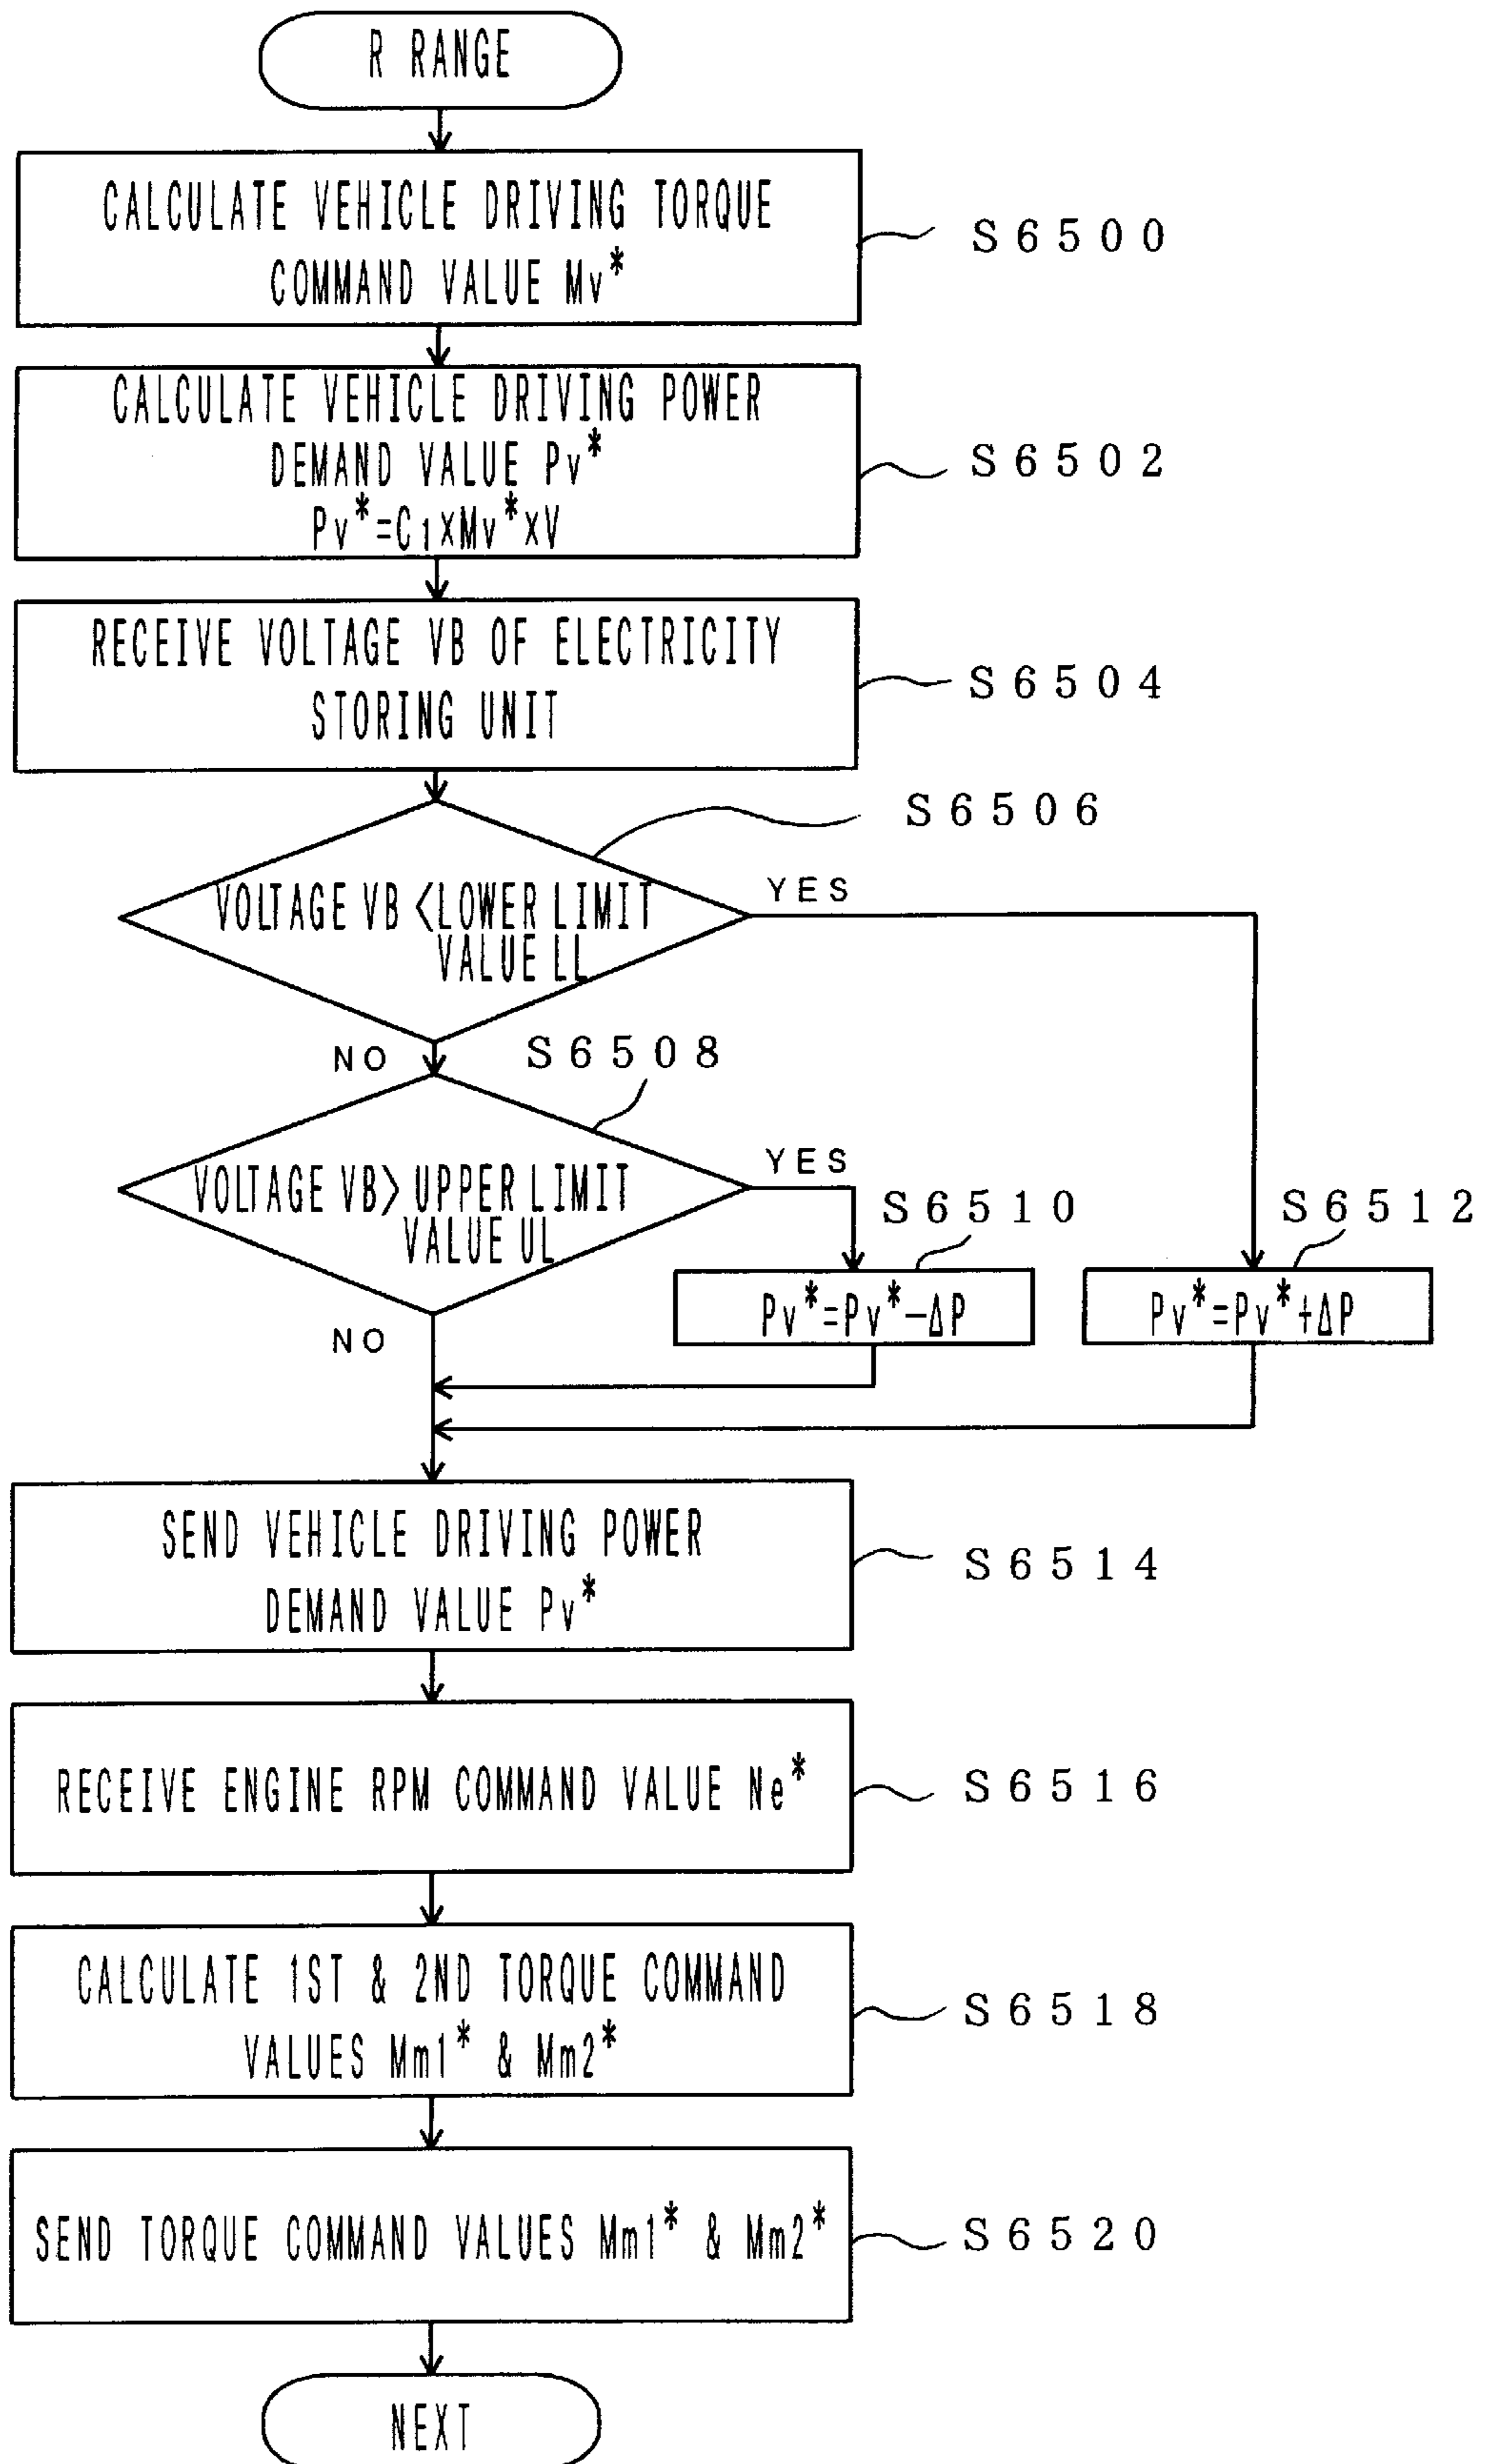 R RANGE
CALCULATE VEHICLE DRIVING TORQUE
COMMAND VALUE Mv*
S6500
CALCULATE VEHICLE DRIVING POWER
DEMAND VALUE Pv*
Pv*=C1×Mv*×V
S6502
RECEIVE VOLTAGE VB OF ELECTRICITY
STORING UNIT
S6504
S6506
VOLTAGE VB <LOWER LIMIT
VALUE LL
YES
NO
S6508
VOLTAGE VB> UPPER LIMIT
VALUE UL
YES
NO
S6510
Pv*=Pv*−ΔP
S6512
Pv*=Pv*+ΔP
SEND VEHICLE DRIVING POWER
DEMAND VALUE Pv*
S6514
RECEIVE ENGINE RPM COMMAND VALUE Ne*
S6516
CALCULATE 1ST & 2ND TORQUE COMMAND
VALUES Mm1* & Mm2*
S6518
SEND TORQUE COMMAND VALUES Mm1* & Mm2*
S6520
NEXT